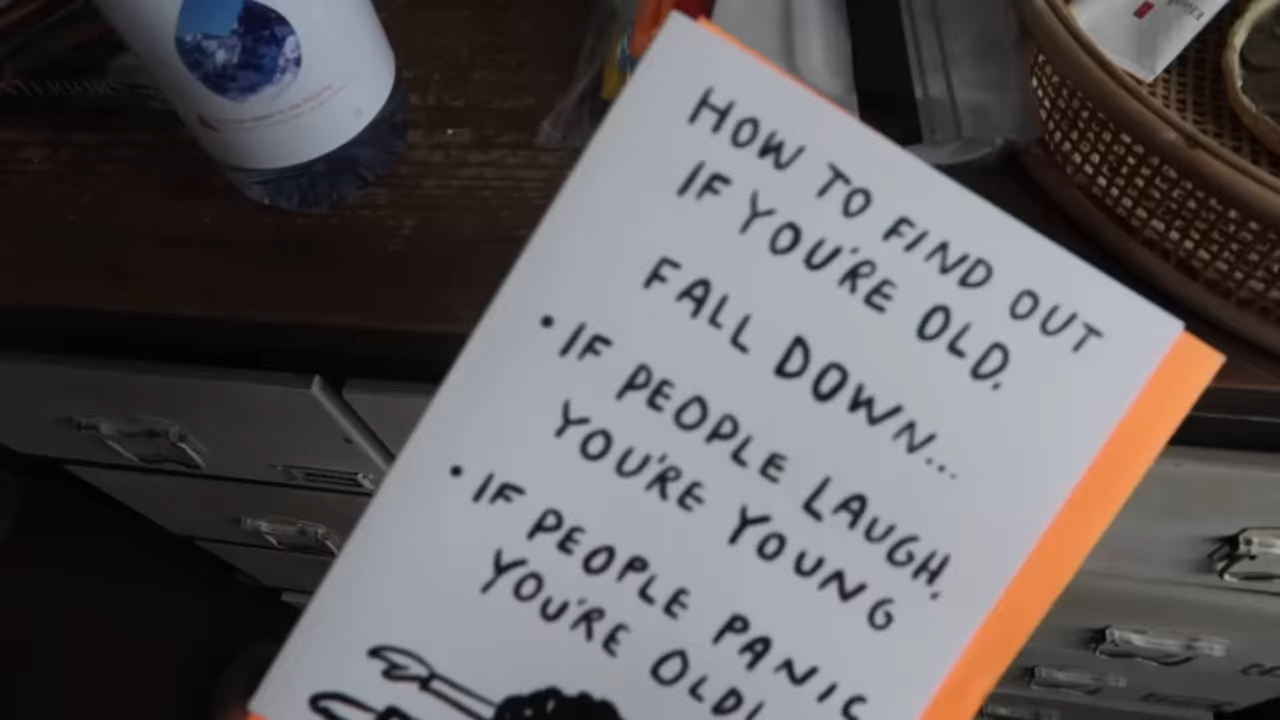 HOW TO FIND OUT
IF YOU'RE OLD.
FALL DOWN...
• IF PEOPLE LAUGH,
YOU'RE YOUNG
• IF PEOPLE PANIC
YOU'RE OLD!